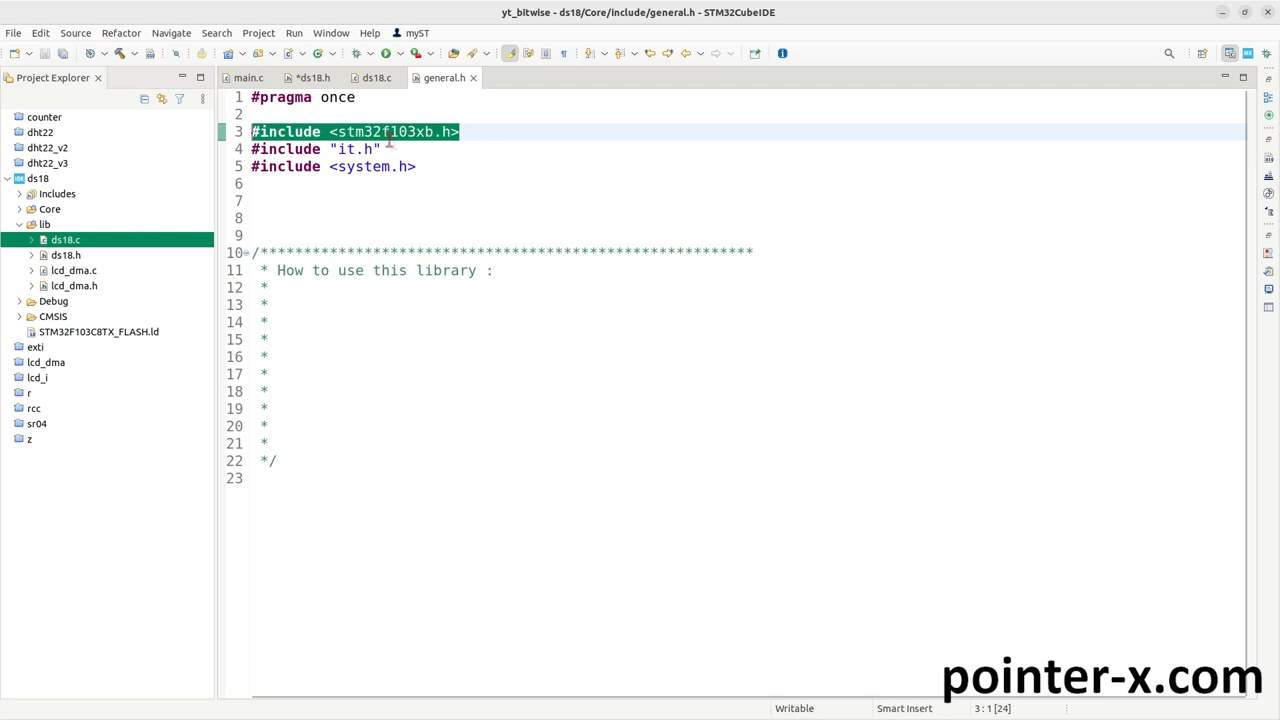 yt_bitwise - ds18/Core/include/general.h - STM32CubeIDE
File Edit Source Refactor Navigate Search Project Run Window Help myST
Project Explorer
main.c *ds18.h ds18.c general.h
counter
dht22
dht22_v2
dht22_v3
ds18
Includes
Core
lib
ds18.c
ds18.h
lcd_dma.c
lcd_dma.h
Debug
CMSIS
STM32F103C8TX_FLASH.ld
exti
lcd_dma
lcd_i
r
rcc
sr04
z
1 #pragma once
2
3 #include <stm32f103xb.h>
4 #include "it.h"
5 #include <system.h>
6
7
8
9
10 /*********************************************************
11 * How to use this library :
12 *
13 *
14 *
15 *
16 *
17 *
18 *
19 *
20 *
21 *
22 */
23
pointer-x.com
Writable Smart Insert 3 : 1 [24]